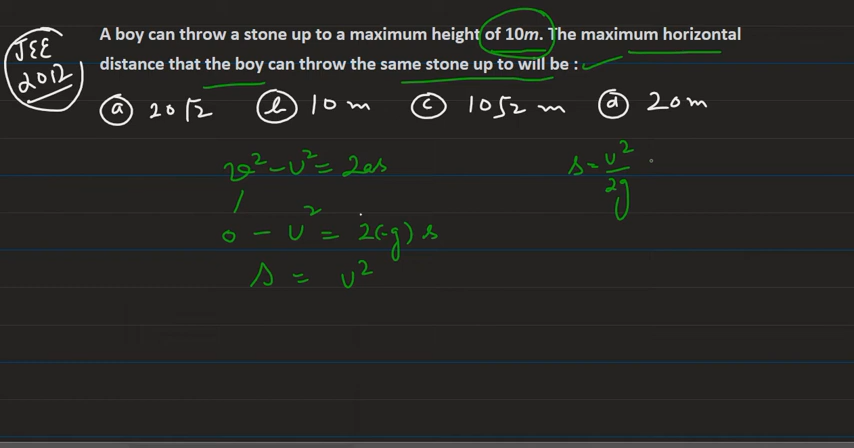 A boy can throw a stone up to a maximum height of 10m. The maximum horizontal
distance that the boy can throw the same stone up to will be :
JEE
2012
(a) 20√2 (b) 10 m (c) 10√2 m (d) 20m
v² - u² = 2as
0 - u² = 2(-g) s
s = u²
s = u²/2g